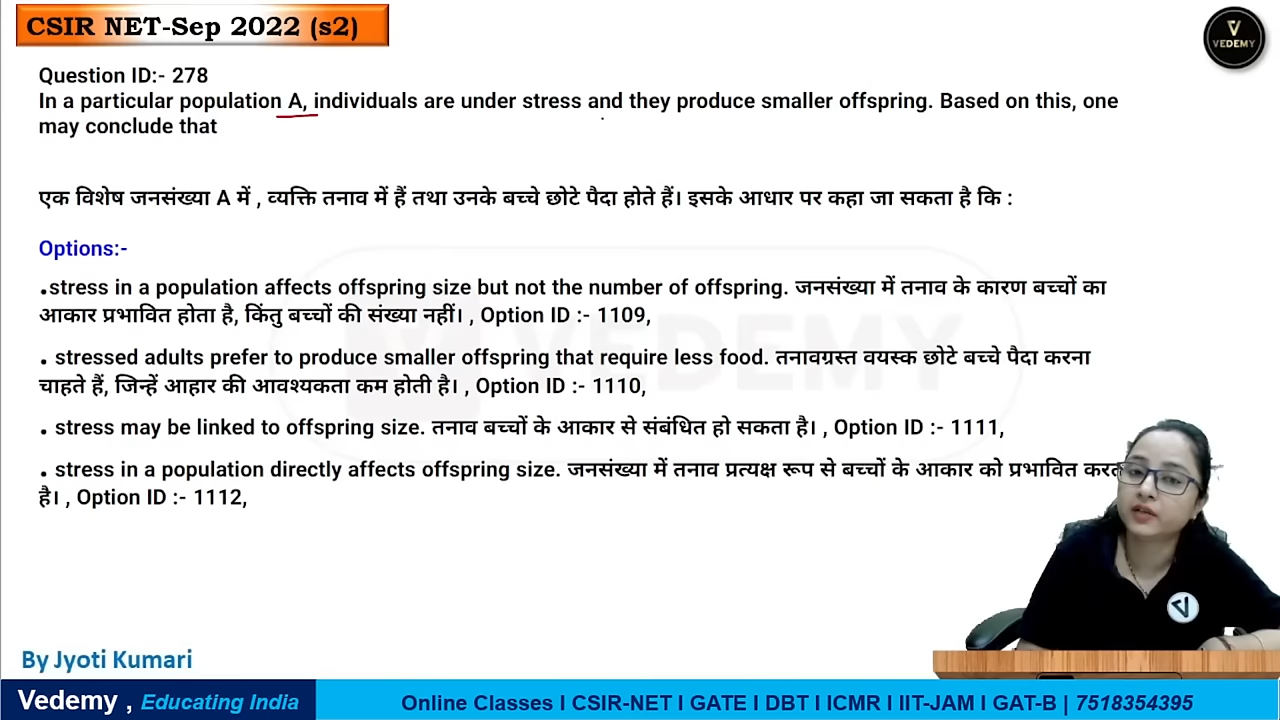 CSIR NET-Sep 2022 (s2)
VEDEMY
Question ID:- 278
In a particular population A, individuals are under stress and they produce smaller offspring. Based on this, one
may conclude that
एक विशेष जनसंख्या A में , व्यक्ति तनाव में हैं तथा उनके बच्चे छोटे पैदा होते हैं। इसके आधार पर कहा जा सकता है कि :
Options:-
.stress in a population affects offspring size but not the number of offspring. जनसंख्या में तनाव के कारण बच्चों का
आकार प्रभावित होता है, किंतु बच्चों की संख्या नहीं। , Option ID :- 1109,
. stressed adults prefer to produce smaller offspring that require less food. तनावग्रस्त वयस्क छोटे बच्चे पैदा करना
चाहते हैं, जिन्हें आहार की आवश्यकता कम होती है। , Option ID :- 1110,
. stress may be linked to offspring size. तनाव बच्चों के आकार से संबंधित हो सकता है। , Option ID :- 1111,
. stress in a population directly affects offspring size. जनसंख्या में तनाव प्रत्यक्ष रूप से बच्चों के आकार को प्रभावित
है। , Option ID :- 1112,
VEDEMY
By Jyoti Kumari
Vedemy , Educating India
Online Classes I CSIR-NET I GATE I DBT I ICMR I IIT-JAM I GAT-B | 7518354395